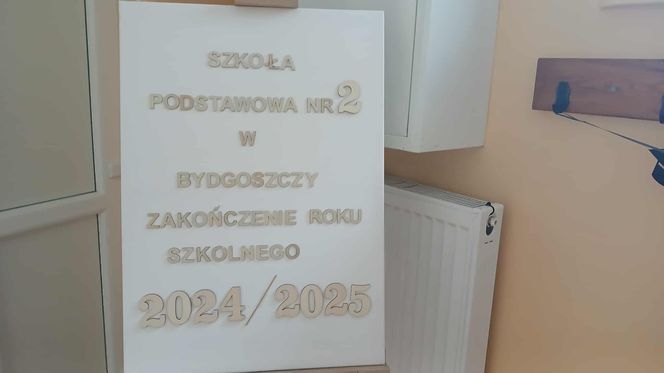 SZKOŁA
PODSTAWOWA NR 2
W
BYDGOSZCZY
ZAKOŃCZENIE ROKU
SZKOLNEGO
2024/2025